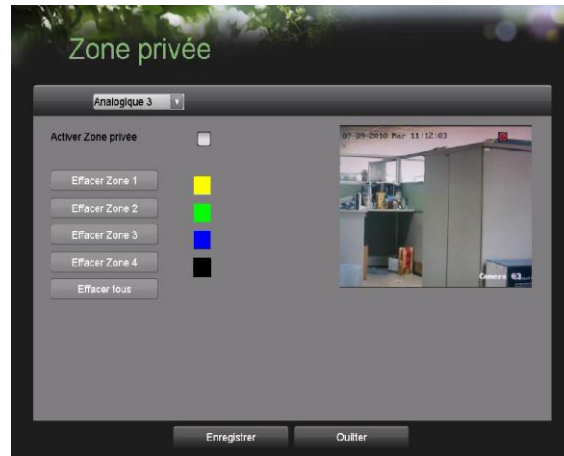 Zone privée
Analogique 3
Activer Zone privée
07-09-2010 Mar 11:12:03
Effacer Zone 1
Effacer Zone 2
Effacer Zone 3
Effacer Zone 4
Effacer tous
Camera 03
Enregistrer
Quitter